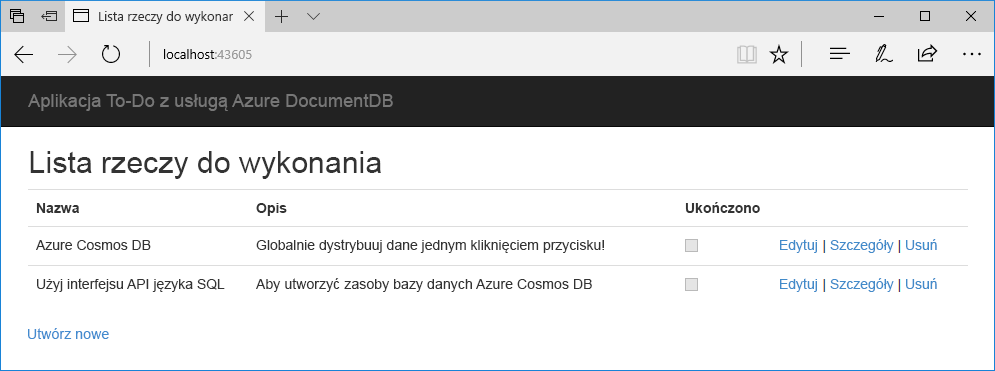 Lista rzeczy do wykonar
localhost:43605
Aplikacja To-Do z usługą Azure DocumentDB
Lista rzeczy do wykonania
Nazwa Opis Ukończono
Azure Cosmos DB Globalnie dystrybuuj dane jednym kliknięciem przycisku! Edytuj | Szczegóły | Usuń
Użyj interfejsu API języka SQL Aby utworzyć zasoby bazy danych Azure Cosmos DB Edytuj | Szczegóły | Usuń
Utwórz nowe